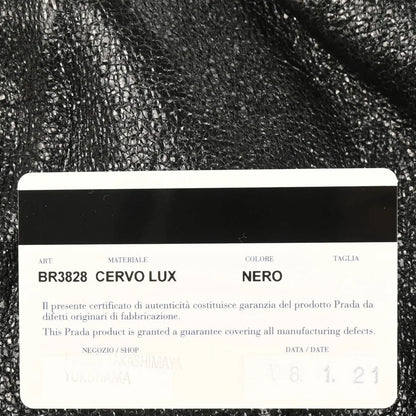 ART. MATERIALE COLORE TAGLIA
BR3828 CERVO LUX NERO
Il presente certificato di autenticità costituisce garanzia del prodotto Prada da
difetti originari di fabbricazione.
This Prada product is granted a guarantee covering all manufacturing defects.
NEGOZIO / SHOP DATA / DATE
TAKASHIMAYA 8. 1. 21
YOKOHAMA